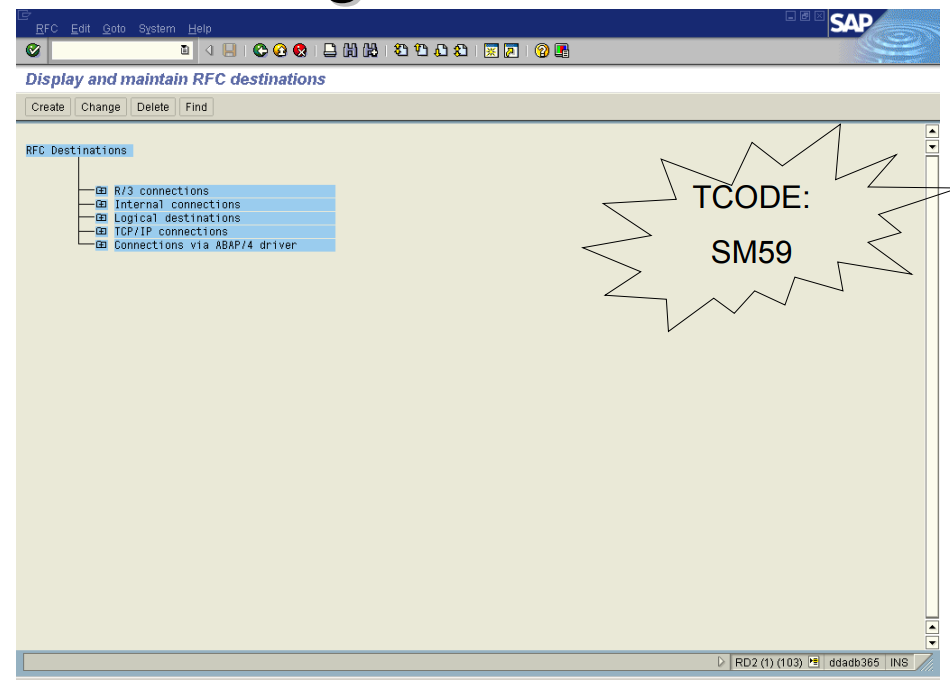 RFC Edit Goto System Help
SAP
Display and maintain RFC destinations
Create Change Delete Find
RFC Destinations
R/3 connections
Internal connections
Logical destinations
TCP/IP connections
Connections via ABAP/4 driver
TCODE:
SM59
RD2 (1) (103) ddadb365 INS